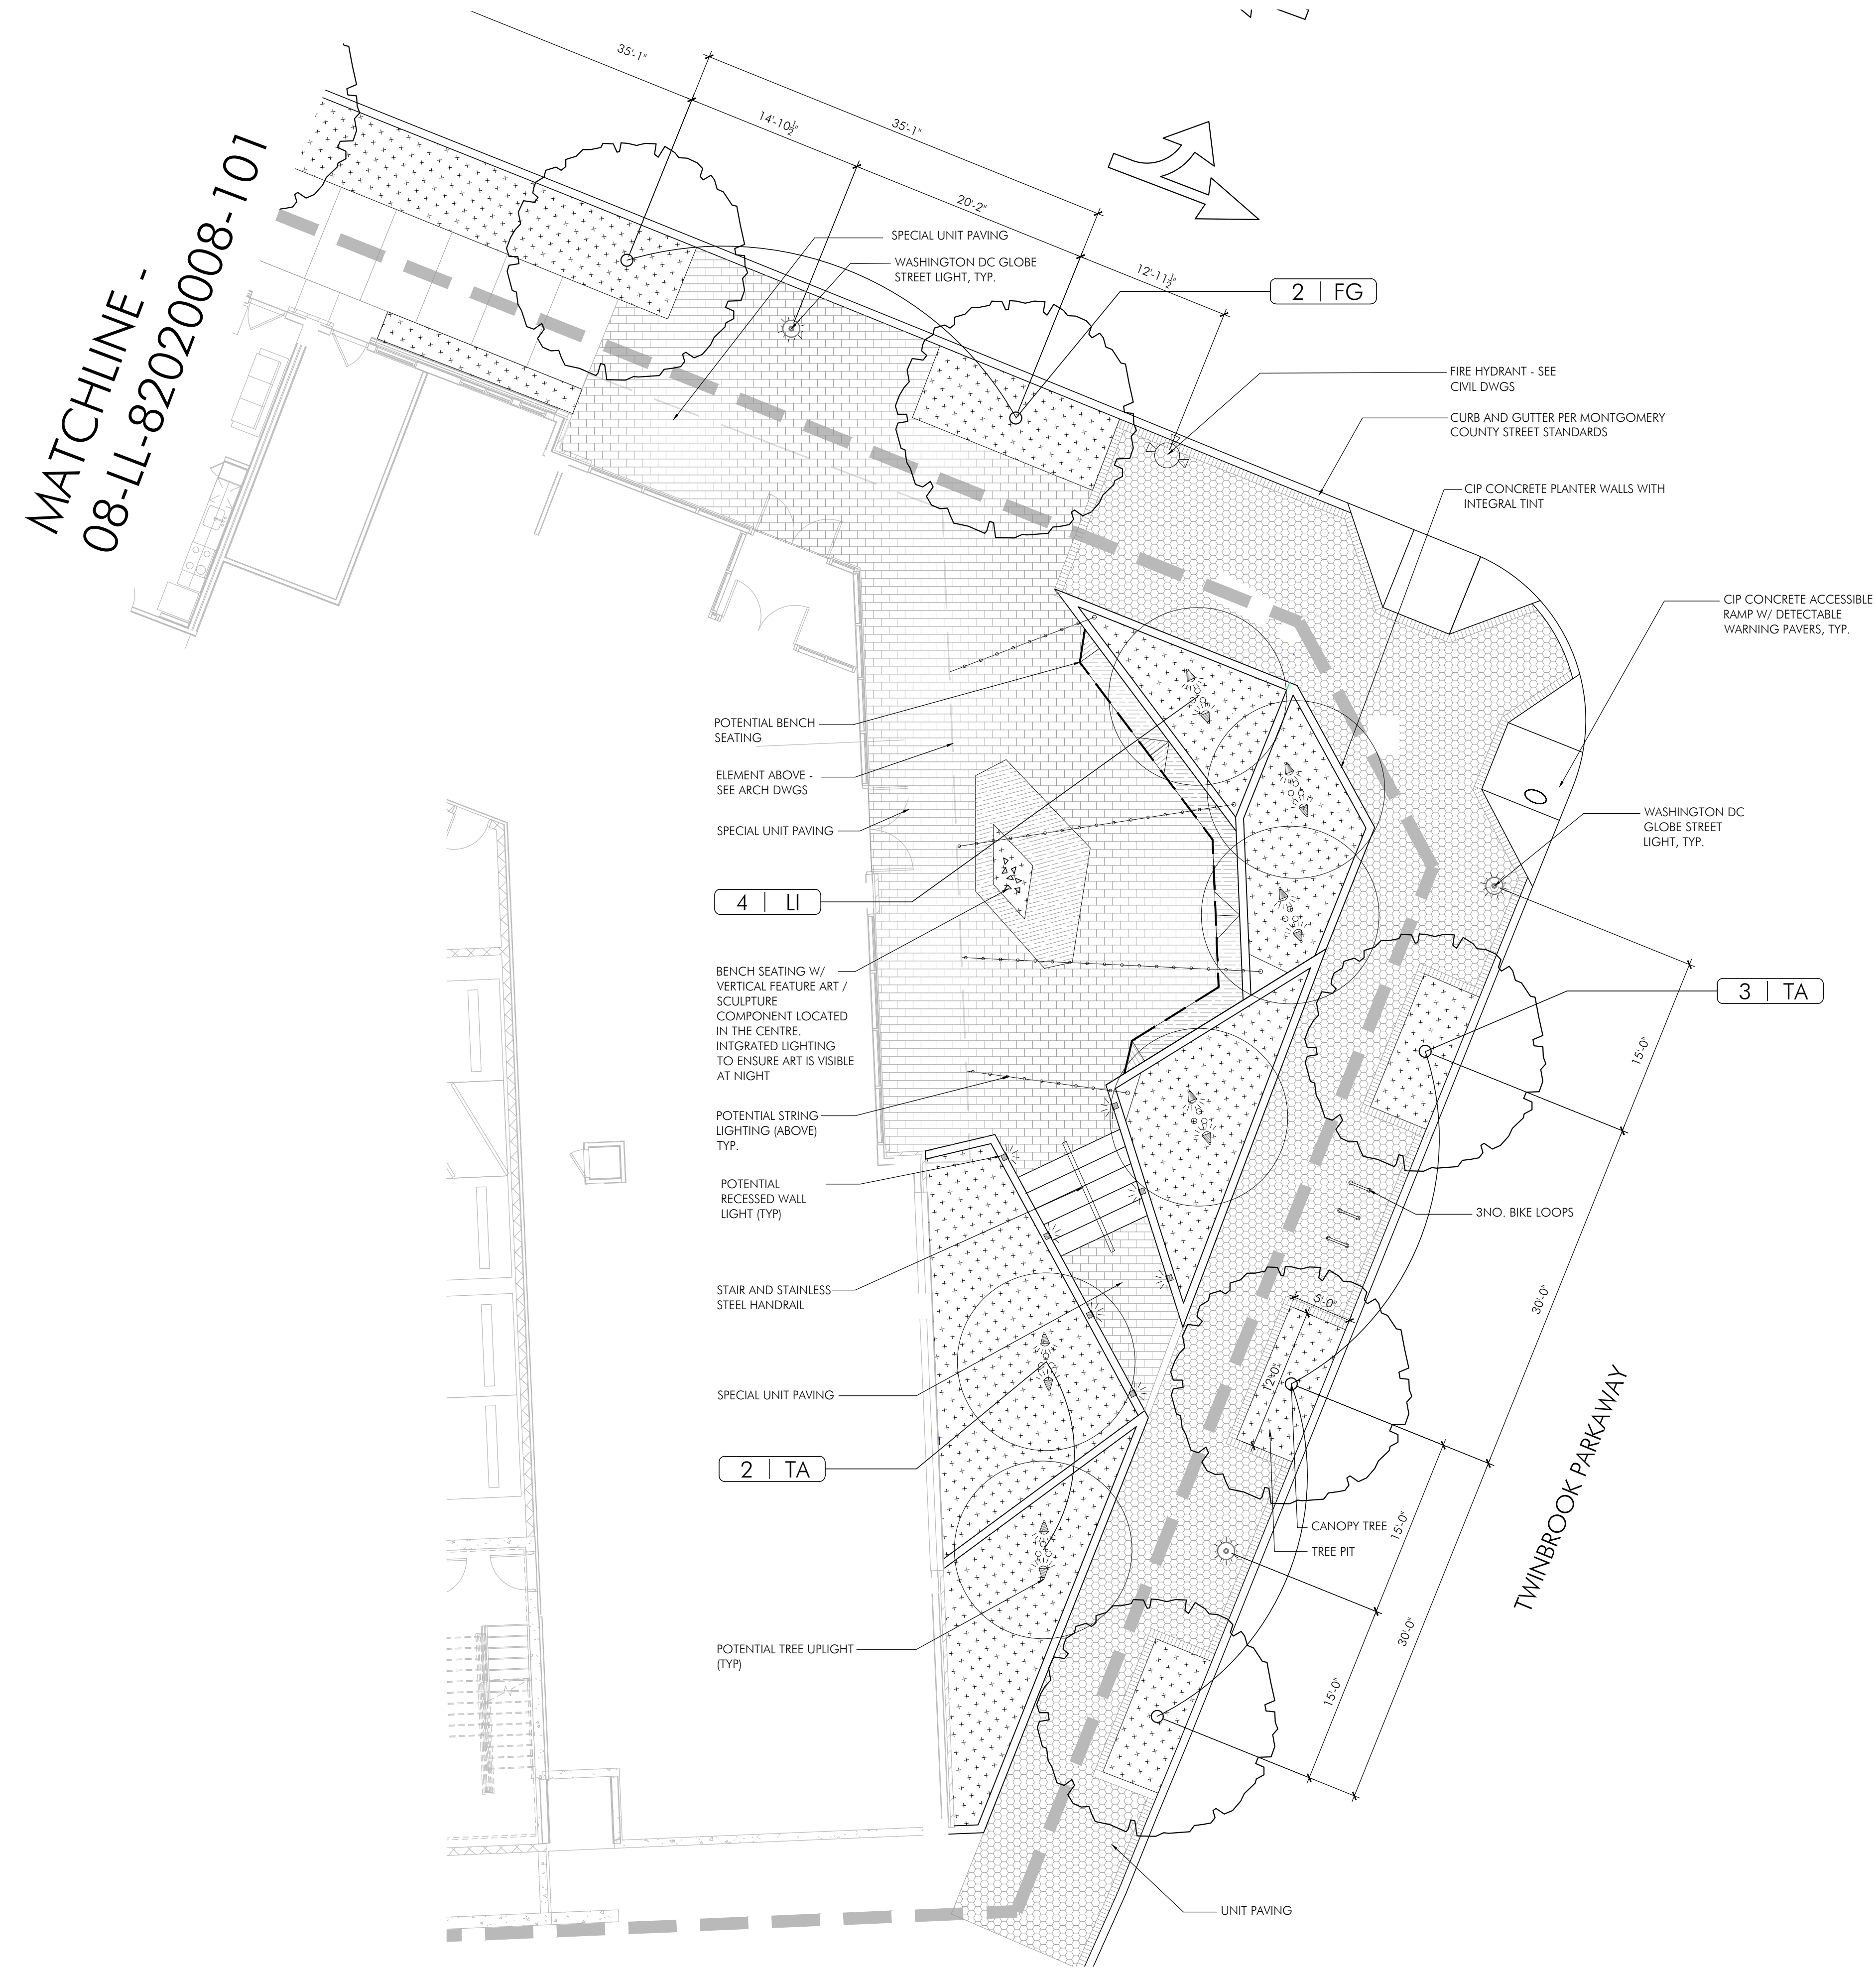 MATCHLINE -
08-LL-820220008-101
35'-1"
14'-10½"
35'-1"
20'-2"
12'-11½"
SPECIAL UNIT PAVING
WASHINGTON DC GLOBE
STREET LIGHT, TYP.
2 | FG
FIRE HYDRANT - SEE
CIVIL DWGS
CURB AND GUTTER PER MONTGOMERY
COUNTY STREET STANDARDS
CIP CONCRETE PLANTER WALLS WITH
INTEGRAL TINT
CIP CONCRETE ACCESSIBLE
RAMP W/ DETECTABLE
WARNING PAVERS, TYP.
POTENTIAL BENCH
SEATING
ELEMENT ABOVE -
SEE ARCH DWGS
SPECIAL UNIT PAVING
WASHINGTON DC
GLOBE STREET
LIGHT, TYP.
4 | LI
BENCH SEATING W/
VERTICAL FEATURE ART /
SCULPTURE
COMPONENT LOCATED
IN THE CENTRE.
INTGRATED LIGHTING
TO ENSURE ART IS VISIBLE
AT NIGHT
3 | TA
15'-0"
POTENTIAL STRING
LIGHTING (ABOVE)
TYP.
POTENTIAL
RECESSED WALL
LIGHT (TYP)
3NO. BIKE LOOPS
STAIR AND STAINLESS
STEEL HANDRAIL
30'-0"
5'-0"
12'-0"
SPECIAL UNIT PAVING
2 | TA
TWINBROOK PARKAWAY
CANOPY TREE
TREE PIT
15'-0"
30'-0"
POTENTIAL TREE UPLIGHT
(TYP)
15'-0"
UNIT PAVING